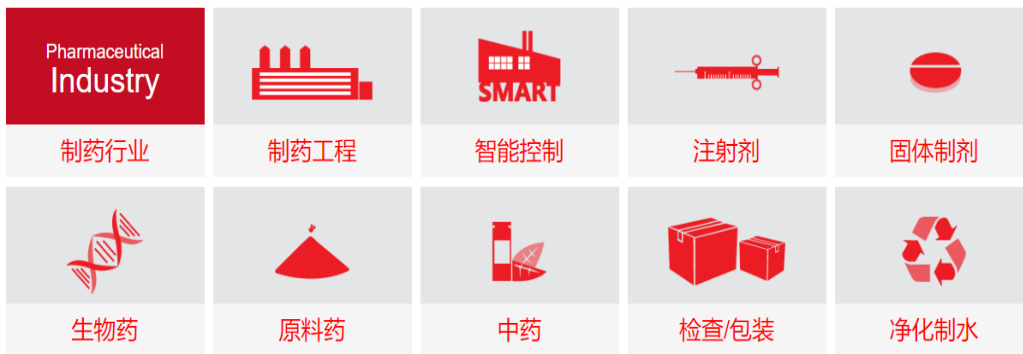 Pharmaceutical
Industry
SMART
制药行业
制药工程
智能控制
注射剂
固体制剂
生物药
原料药
中药
检查/包装
净化制水